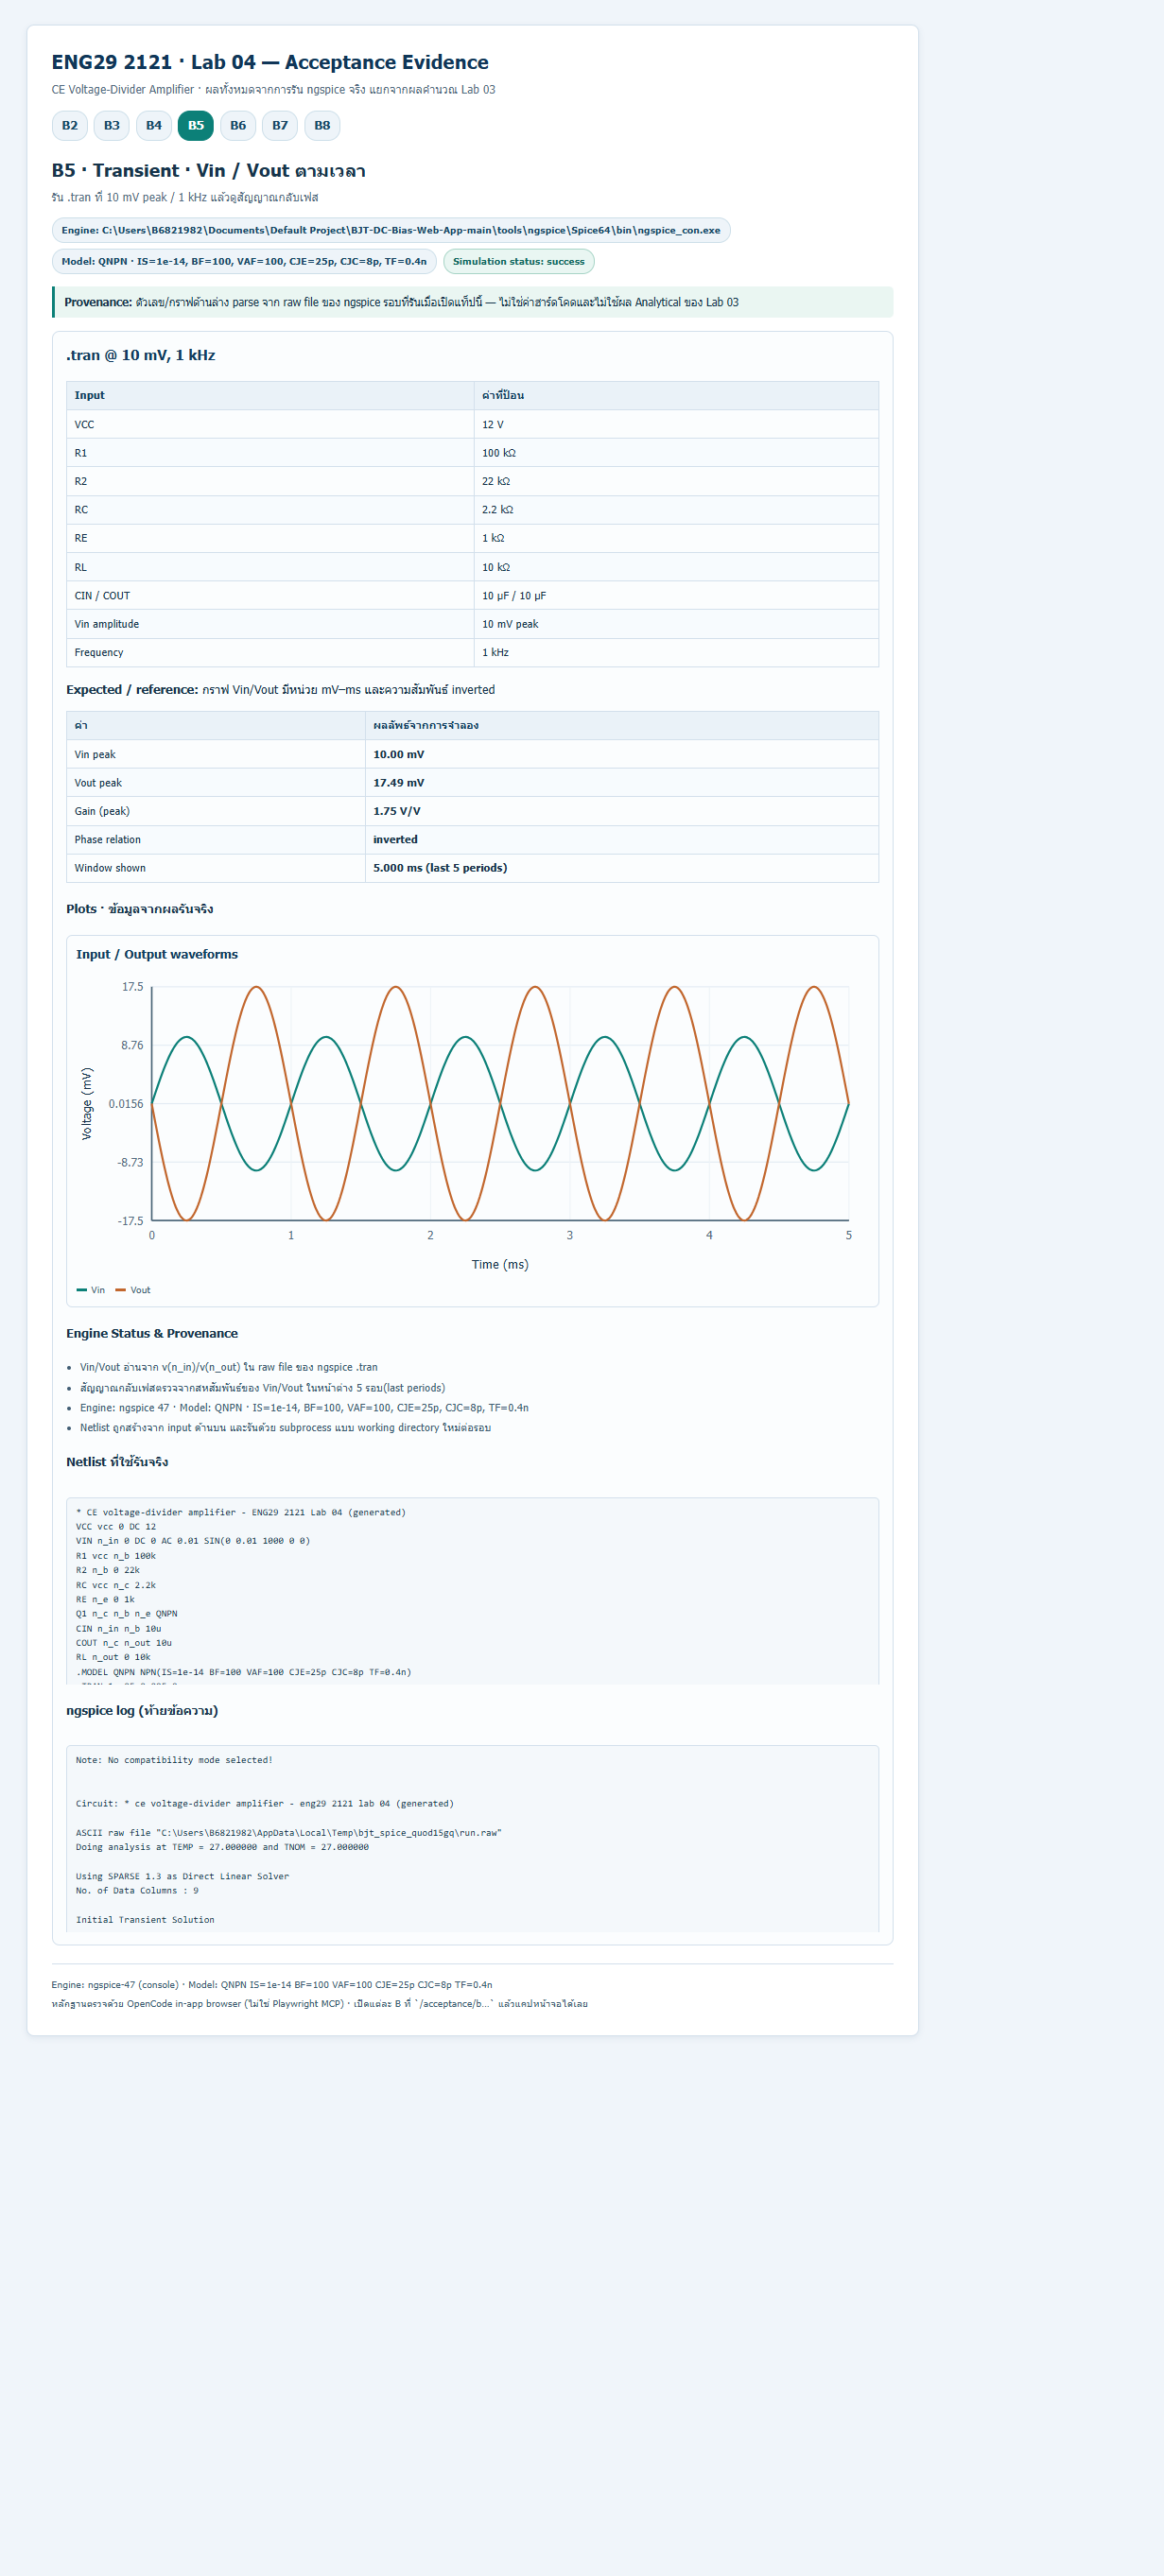 ENG29 2121 · Lab 04 — Acceptance Evidence
CE Voltage-Divider Amplifier · ผลทั้งหมดจากการรัน ngspice จริง แยกจากผลคำนวณ Lab 03
B2 B3 B4 B5 B6 B7 B8
B5 · Transient · Vin / Vout ตามเวลา
รัน .tran ที่ 10 mV peak / 1 kHz แล้วดูสัญญาณกลับเฟส
Engine: C:\Users\B6821982\Documents\Default Project\BJT-DC-Bias-Web-App-main\tools\ngspice\Spice64\bin\ngspice_con.exe
Model: QNPN · IS=1e-14, BF=100, VAF=100, CJE=25p, CJC=8p, TF=0.4n Simulation status: success
Provenance: ตัวเลข/กราฟด้านล่าง parse จาก raw file ของ ngspice รอบที่รันเมื่อเปิดแท็บนี้ — ไม่ใช่ค่าฮาร์ดโคดและไม่ใช้ผล Analytical ของ Lab 03
.tran @ 10 mV, 1 kHz
Input ค่าที่ป้อน
VCC 12 V
R1 100 kΩ
R2 22 kΩ
RC 2.2 kΩ
RE 1 kΩ
RL 10 kΩ
CIN / COUT 10 µF / 10 µF
Vin amplitude 10 mV peak
Frequency 1 kHz
Expected / reference: กราฟ Vin/Vout มีหน่วย mV–ms และความสัมพันธ์ inverted
ค่า ผลลัพธ์จากการจำลอง
Vin peak 10.00 mV
Vout peak 17.49 mV
Gain (peak) 1.75 V/V
Phase relation inverted
Window shown 5.000 ms (last 5 periods)
Plots · ข้อมูลจากผลรันจริง
Input / Output waveforms
17.5
8.76
0.0156
-8.73
-17.5
Voltage (mV)
0 1 2 3 4 5
Time (ms)
Vin Vout
Engine Status & Provenance
Vin/Vout อ่านจาก v(n_in)/v(n_out) ใน raw file ของ ngspice .tran
สัญญาณกลับเฟสตรวจจากสหสัมพันธ์ของ Vin/Vout ในหน้าต่าง 5 รอบ(last periods)
Engine: ngspice 47 · Model: QNPN · IS=1e-14, BF=100, VAF=100, CJE=25p, CJC=8p, TF=0.4n
Netlist ถูกสร้างจาก input ด้านบน และรันด้วย subprocess แบบ working directory ใหม่ต่อรอบ
Netlist ที่ใช้รันจริง
* CE voltage-divider amplifier - ENG29 2121 Lab 04 (generated)
VCC vcc 0 DC 12
VIN n_in 0 DC 0 AC 0.01 SIN(0 0.01 1000 0 0)
R1 vcc n_b 100k
R2 n_b 0 22k
RC vcc n_c 2.2k
RE n_e 0 1k
Q1 n_c n_b n_e QNPN
CIN n_in n_b 10u
COUT n_c n_out 10u
RL n_out 0 10k
.MODEL QNPN NPN(IS=1e-14 BF=100 VAF=100 CJE=25p CJC=8p TF=0.4n)
ngspice log (ท้ายข้อความ)
Note: No compatibility mode selected!
Circuit: * ce voltage-divider amplifier - eng29 2121 lab 04 (generated)
ASCII raw file "C:\Users\B6821982\AppData\Local\Temp\bjt_spice_quod15gq\run.raw"
Doing analysis at TEMP = 27.000000 and TNOM = 27.000000
Using SPARSE 1.3 as Direct Linear Solver
No. of Data Columns : 9
Initial Transient Solution
Engine: ngspice-47 (console) · Model: QNPN IS=1e-14 BF=100 VAF=100 CJE=25p CJC=8p TF=0.4n
หลักฐานตรวจด้วย OpenCode in-app browser (ไม่ใช่ Playwright MCP) · เปิดแต่ละ B ที่ `/acceptance/b...` แล้วแคปหน้าจอได้เลย